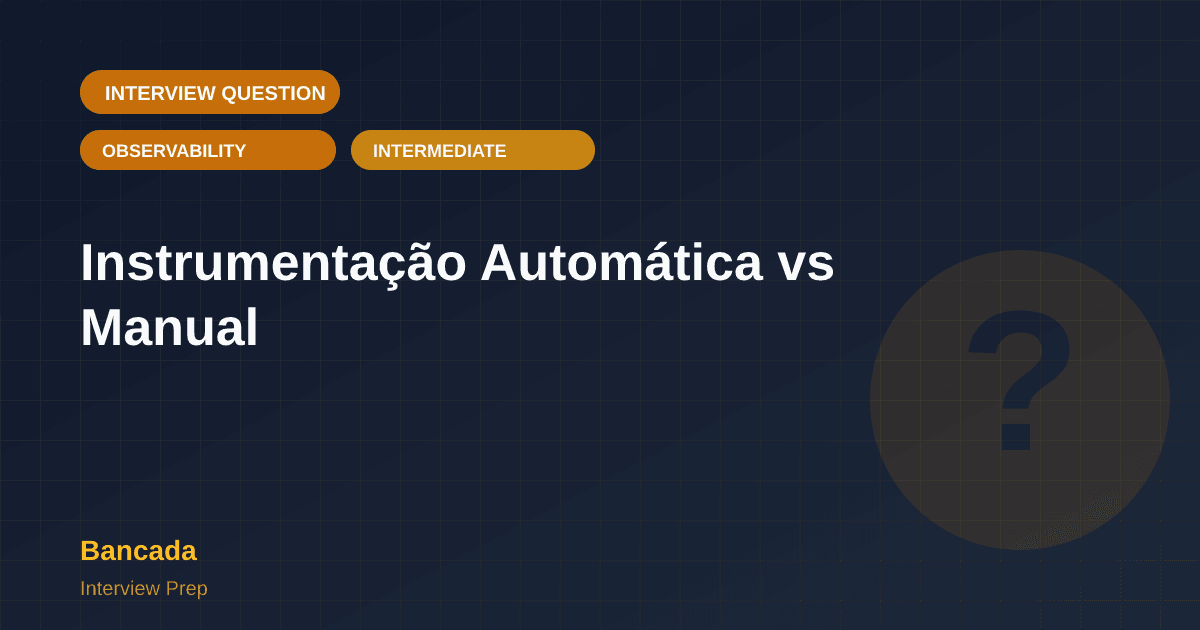 INTERVIEW QUESTION
OBSERVABILITY
INTERMEDIATE
Instrumentação Automática vs
Manual
?
Bancada
Interview Prep